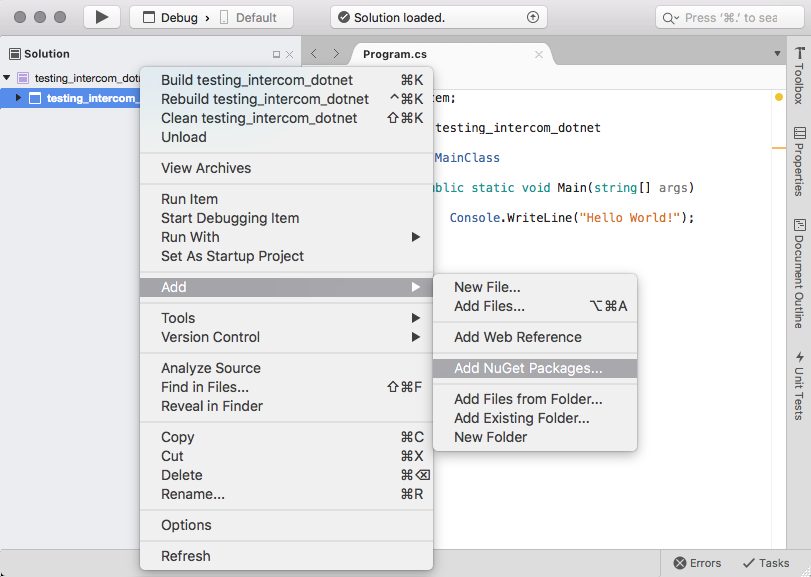 Debug › Default
Solution loaded.
Press ‘⌘.’ to sea
Solution
Program.cs
testing_intercom_dot
testing_intercom_
Build testing_intercom_dotnet ⌘K
Rebuild testing_intercom_dotnet ^⌘K
Clean testing_intercom_dotnet ⇧⌘K
Unload
View Archives
Run Item
Start Debugging Item
Run With
Set As Startup Project
Add
Tools
Version Control
Analyze Source
Find in Files... ⇧⌘F
Reveal in Finder
Copy ⌘C
Cut ⌘X
Delete ⌘⌫
Rename... ⌘R
Options
Refresh
New File...
Add Files... ⌥⌘A
Add Web Reference
Add NuGet Packages...
Add Files from Folder...
Add Existing Folder...
New Folder
tem;
testing_intercom_dotnet
MainClass
blic static void Main(string[] args)
Console.WriteLine("Hello World!");
Toolbox
Properties
Document Outline
Unit Tests
Errors
Tasks